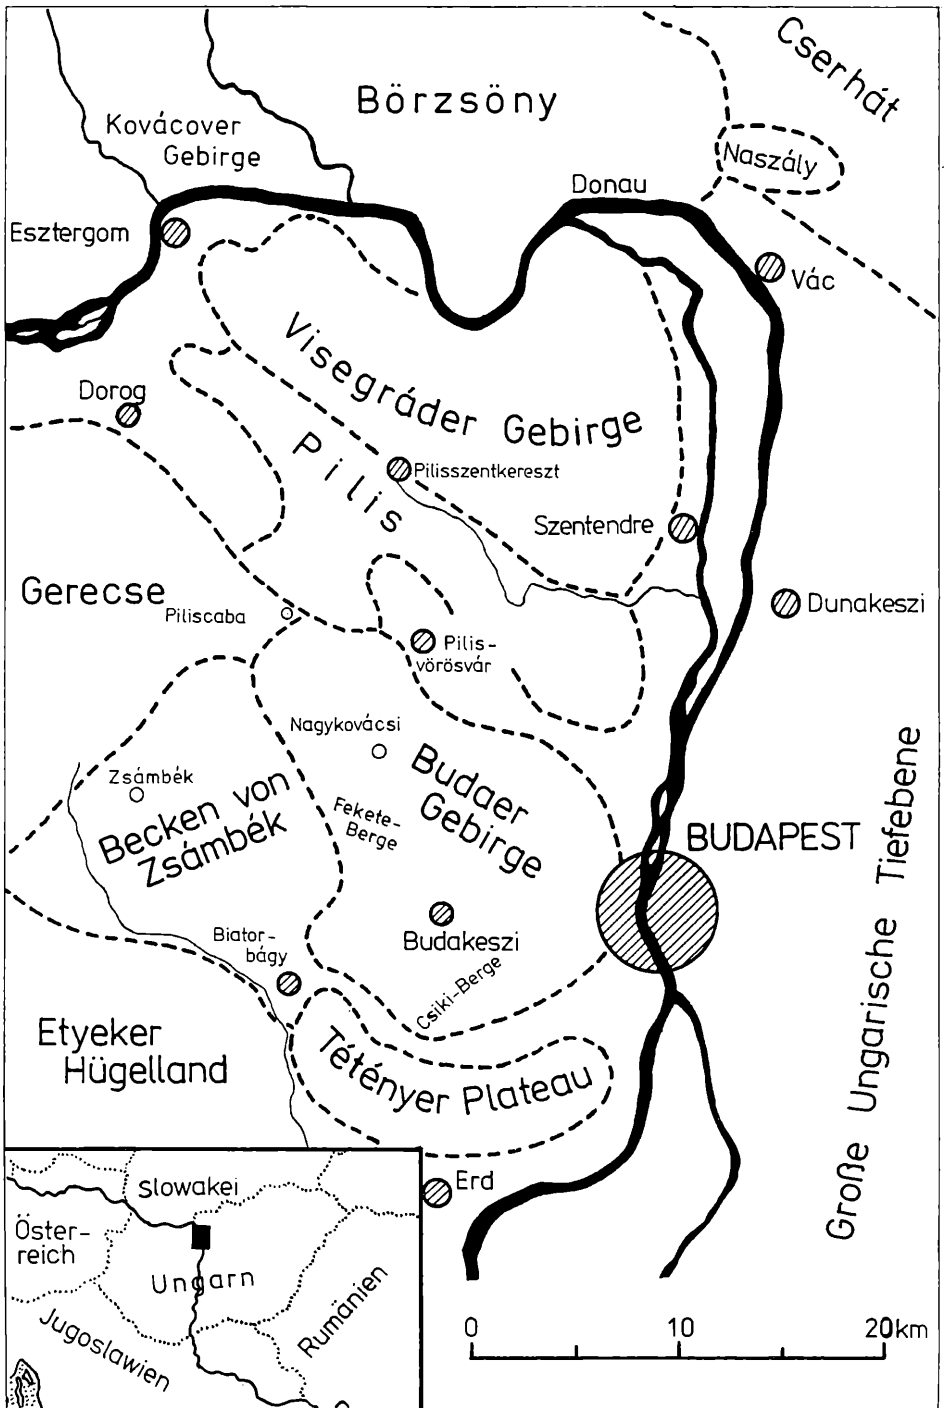 Cserhát
Börzsöny
Kovácover
Gebirge
Naszály
Donau
Esztergom
Vác
Visegráder Gebirge
Dorog
Pilis
Pilisszentkereszt
Szentendre
Gerecse
Piliscaba
Dunakeszi
Pilis-
vörösvár
Nagykovácsi
Zsámbék
Budaer
Gebirge
Becken von
Zsámbék
Fekete-
Berge
BUDAPEST
Große Ungarische Tiefebene
Budakeszi
Biator-
bágy
Csiki-Berge
Etyeker
Hügelland
Tétényer Plateau
Erd
Slowakei
Öster-
reich
Ungarn
Rumänien
Jugoslawien
0 10 20km